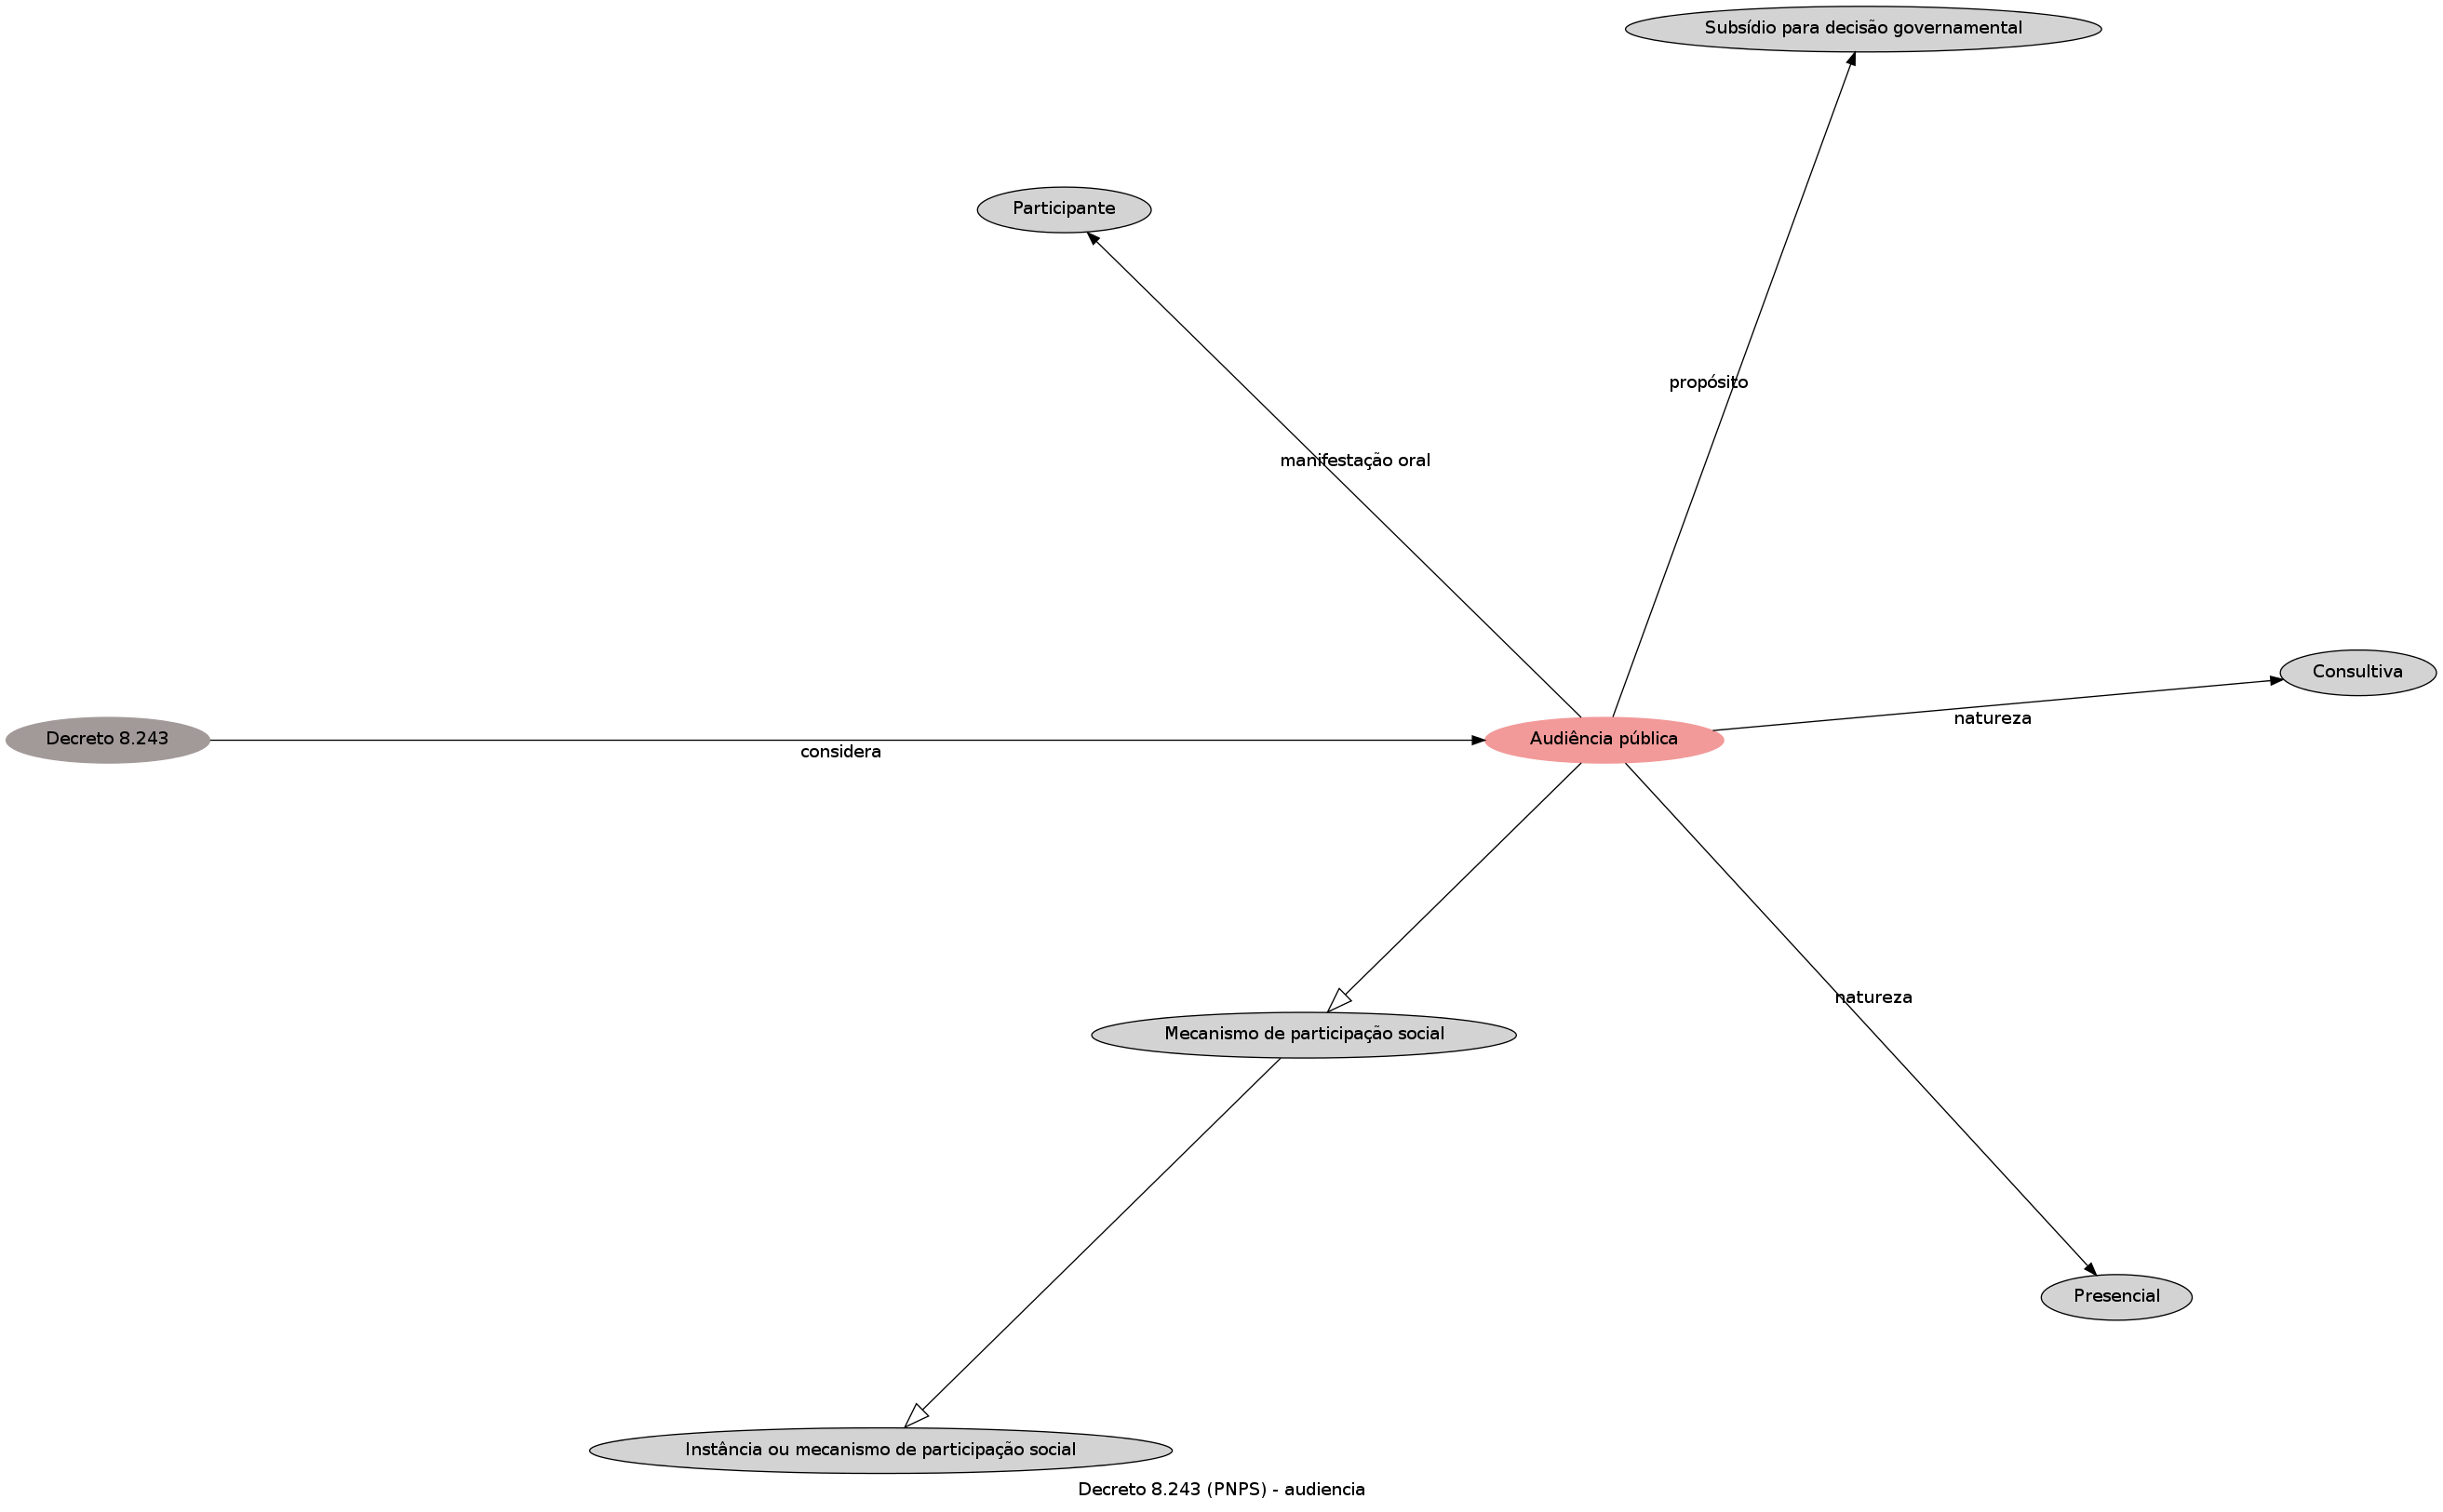 Subsídio para decisão governamental
Participante
propósito
manifestação oral
Consultiva
natureza
Decreto 8.243
considera
Audiência pública
natureza
Mecanismo de participação social
Presencial
Instância ou mecanismo de participação social
Decreto 8.243 (PNPS) - audiencia